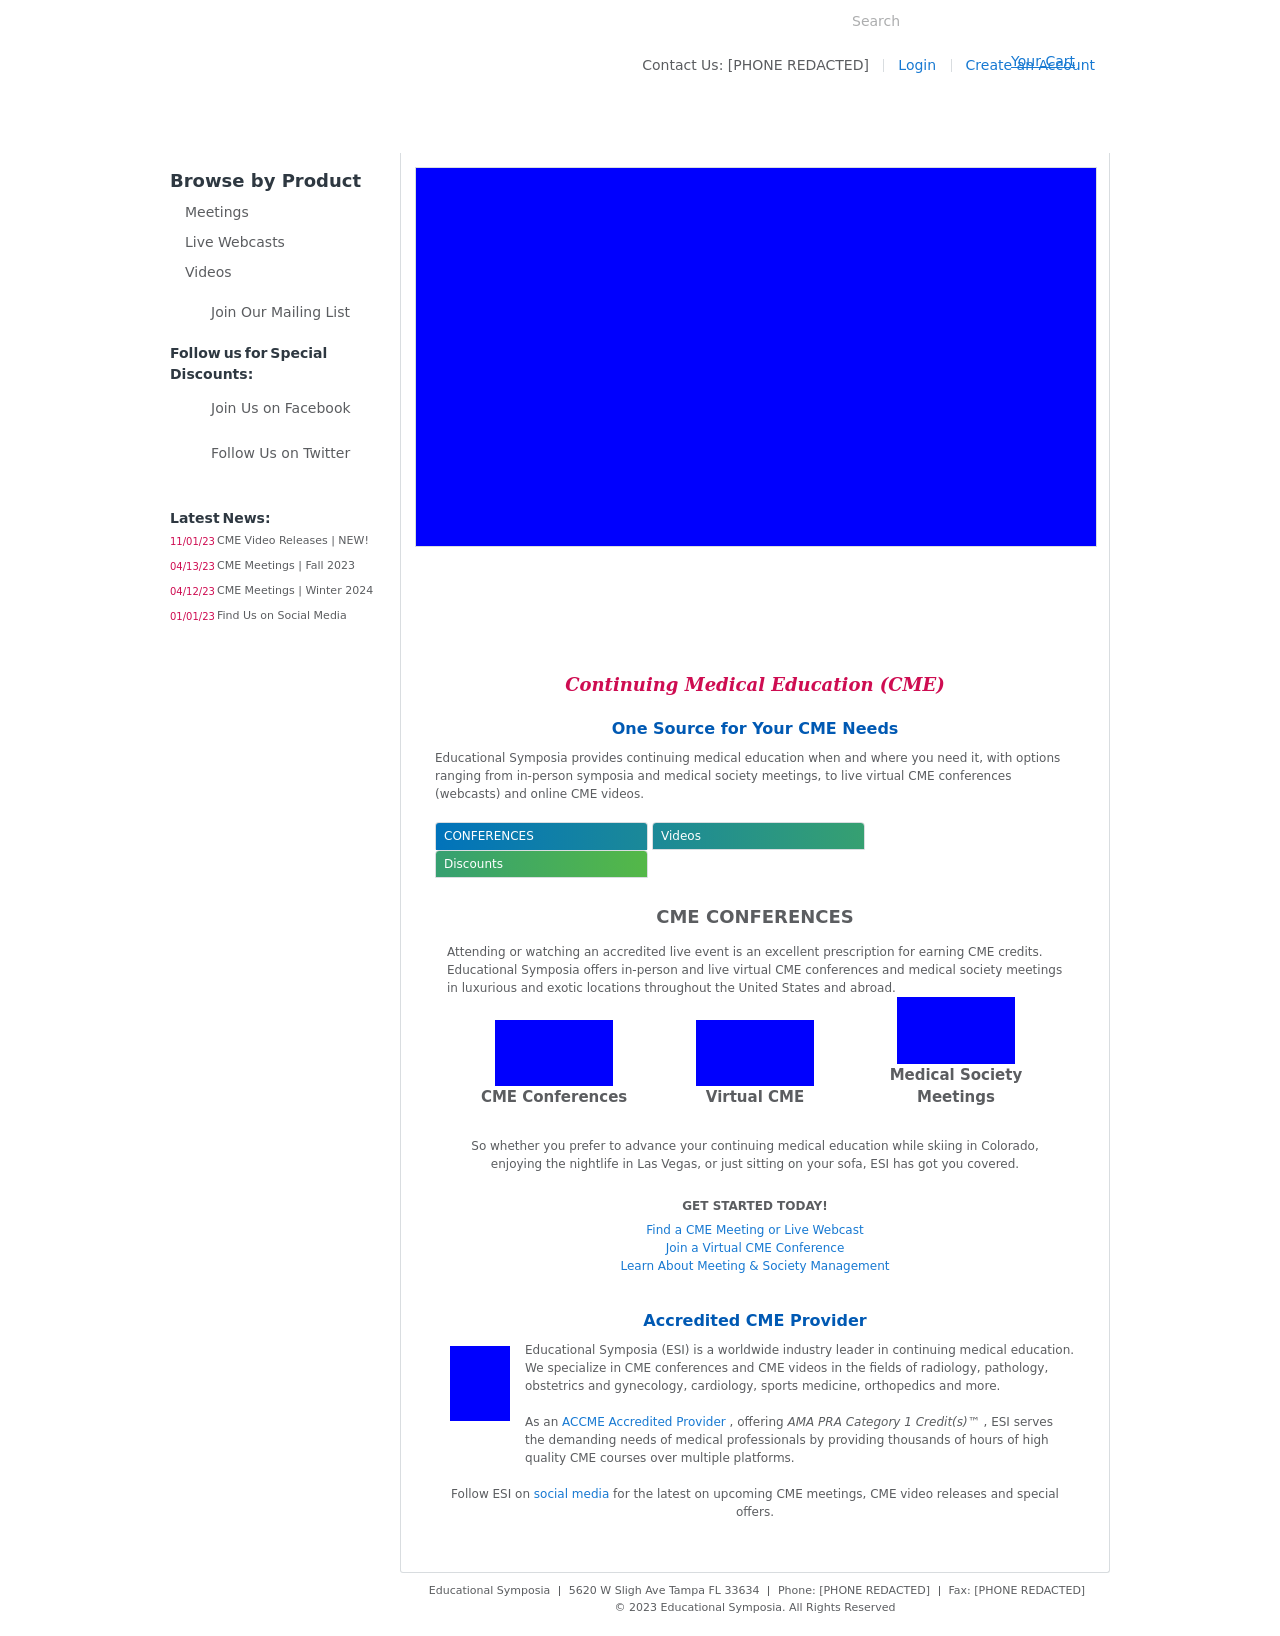 Search
Contact Us: [PHONE REDACTED]
Login
Create an Account
Your Cart
Browse by Product
Meetings
Live Webcasts
Videos
Join Our Mailing List
Follow us for Special
Discounts:
Join Us on Facebook
Follow Us on Twitter
Latest News:
11/01/23 CME Video Releases | NEW!
04/13/23 CME Meetings | Fall 2023
04/12/23 CME Meetings | Winter 2024
01/01/23 Find Us on Social Media
Continuing Medical Education (CME)
One Source for Your CME Needs
Educational Symposia provides continuing medical education when and where you need it, with options
ranging from in-person symposia and medical society meetings, to live virtual CME conferences
(webcasts) and online CME videos.
CONFERENCES
Videos
Discounts
CME CONFERENCES
Attending or watching an accredited live event is an excellent prescription for earning CME credits.
Educational Symposia offers in-person and live virtual CME conferences and medical society meetings
in luxurious and exotic locations throughout the United States and abroad.
CME Conferences
Virtual CME
Medical Society
Meetings
So whether you prefer to advance your continuing medical education while skiing in Colorado,
enjoying the nightlife in Las Vegas, or just sitting on your sofa, ESI has got you covered.
GET STARTED TODAY!
Find a CME Meeting or Live Webcast
Join a Virtual CME Conference
Learn About Meeting & Society Management
Accredited CME Provider
Educational Symposia (ESI) is a worldwide industry leader in continuing medical education.
We specialize in CME conferences and CME videos in the fields of radiology, pathology,
obstetrics and gynecology, cardiology, sports medicine, orthopedics and more.
As an ACCME Accredited Provider , offering AMA PRA Category 1 Credit(s)™ , ESI serves
the demanding needs of medical professionals by providing thousands of hours of high
quality CME courses over multiple platforms.
Follow ESI on social media for the latest on upcoming CME meetings, CME video releases and special
offers.
Educational Symposia | 5620 W Sligh Ave Tampa FL 33634 | Phone: [PHONE REDACTED] | Fax: [PHONE REDACTED]
© 2023 Educational Symposia. All Rights Reserved